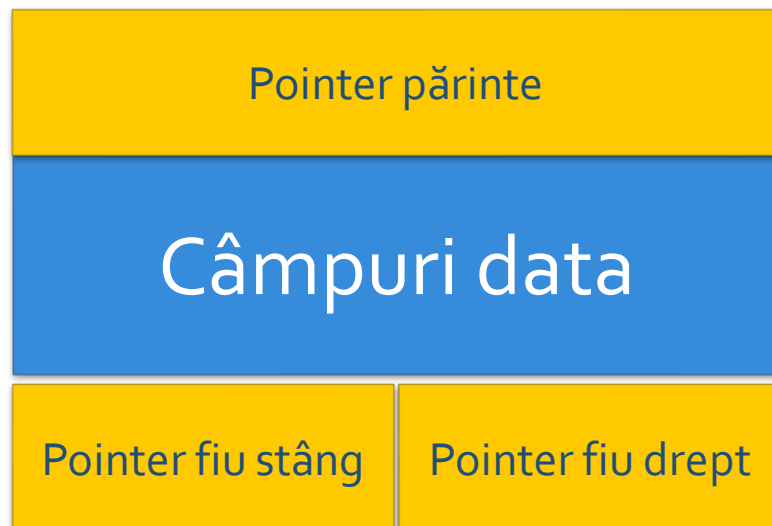 Pointer părinte
Câmpuri data
Pointer fiu stâng
Pointer fiu drept